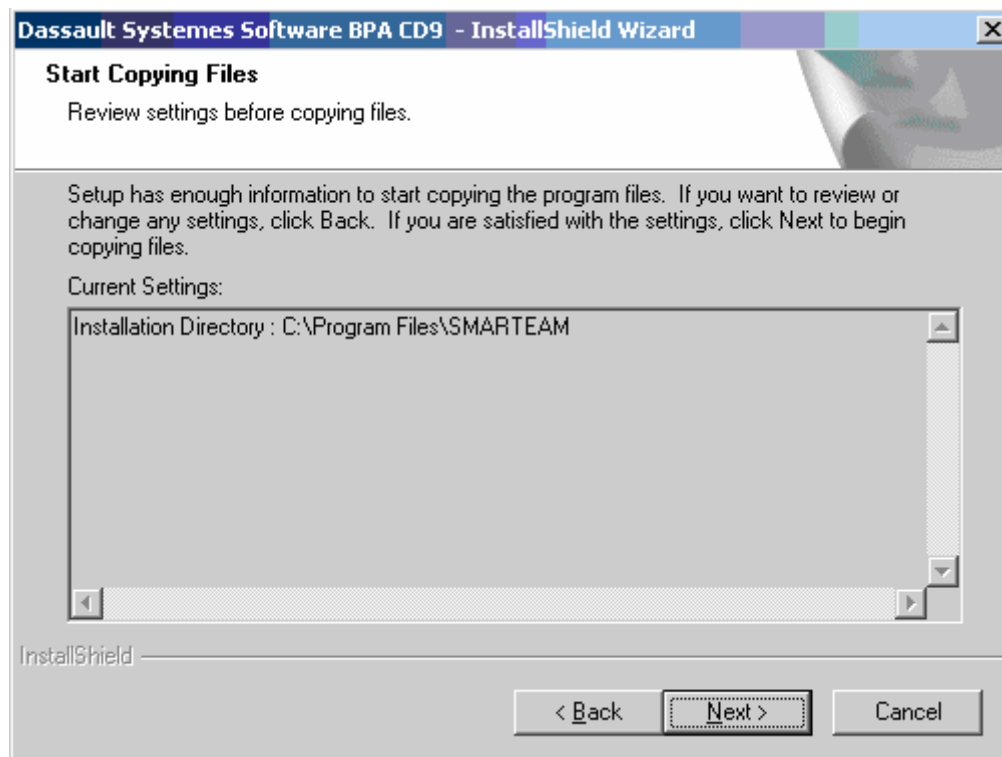 Dassault Systemes Software BPA CD9 - InstallShield Wizard
Start Copying Files
Review settings before copying files.
Setup has enough information to start copying the program files. If you want to review or
change any settings, click Back. If you are satisfied with the settings, click Next to begin
copying files.
Current Settings:
Installation Directory : C:\Program Files\SMARTEAM
InstallShield
< Back
Next >
Cancel